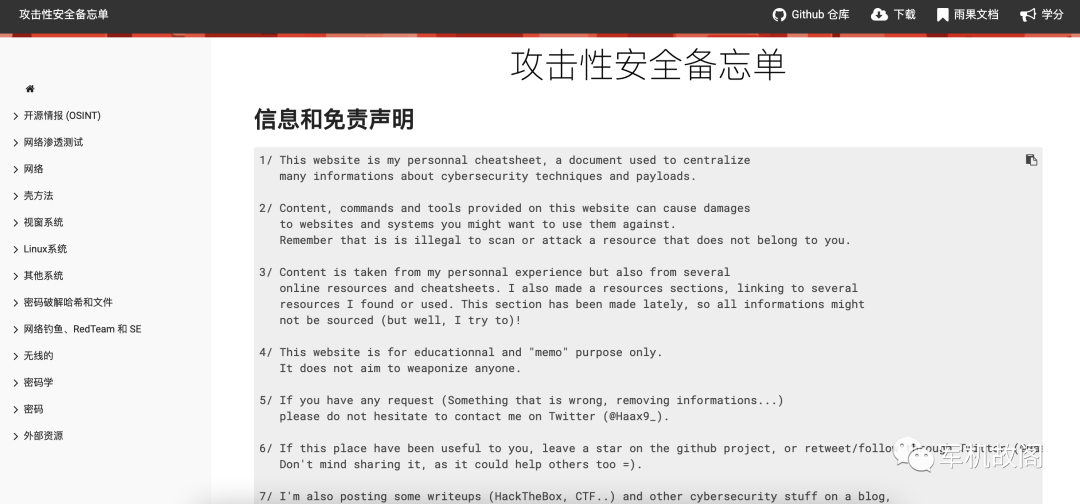 攻击性安全备忘单
Github 仓库
下载
雨果文档
学分
攻击性安全备忘单
开源情报 (OSINT)
网络渗透测试
网络
壳方法
视窗系统
Linux系统
其他系统
密码破解哈希和文件
网络钓鱼、RedTeam 和 SE
无线的
密码学
密码
外部资源
信息和免责声明
1/ This website is my personnal cheatsheet, a document used to centralize
many informations about cybersecurity techniques and payloads.
2/ Content, commands and tools provided on this website can cause damages
to websites and systems you might want to use them against.
Remember that is is illegal to scan or attack a resource that does not belong to you.
3/ Content is taken from my personnal experience but also from several
online resources and cheatsheets. I also made a resources sections, linking to several
resources I found or used. This section has been made lately, so all informations might
not be sourced (but well, I try to)!
4/ This website is for educationnal and "memo" purpose only.
It does not aim to weaponize anyone.
5/ If you have any request (Something that is wrong, removing informations...)
please do not hesitate to contact me on Twitter (@Haax9_).
6/ If this place have been useful to you, leave a star on the github project, or retweet/follow
Don't mind sharing it, as it could help others too =).
7/ I'm also posting some writeups (HackTheBox, CTF..) and other cybersecurity stuff on a blog,
军机故阁